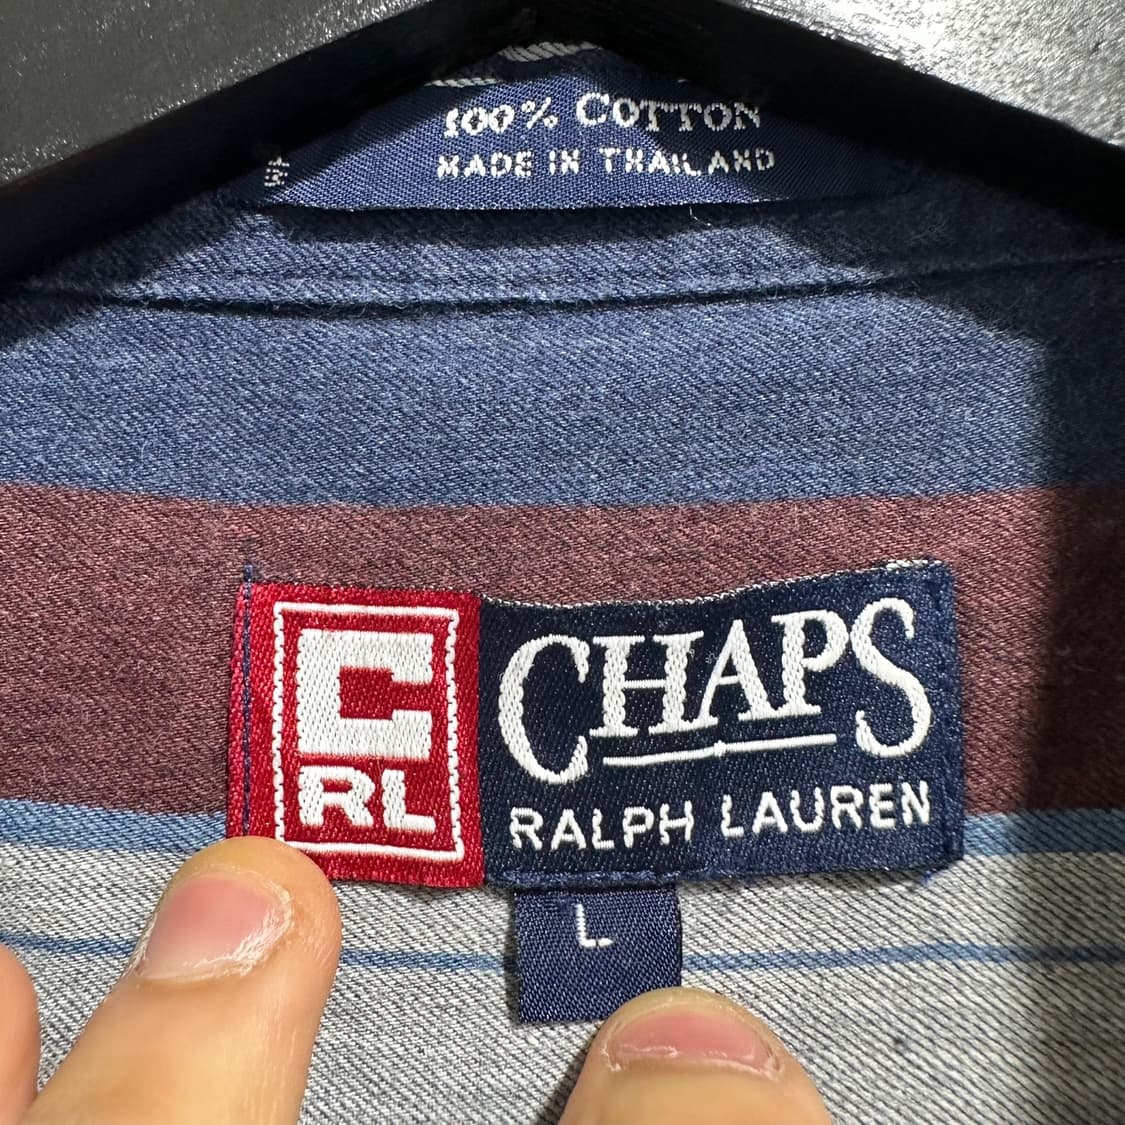 100% COTTON
MADE IN THAILAND
C
RL
CHAPS
RALPH LAUREN
L